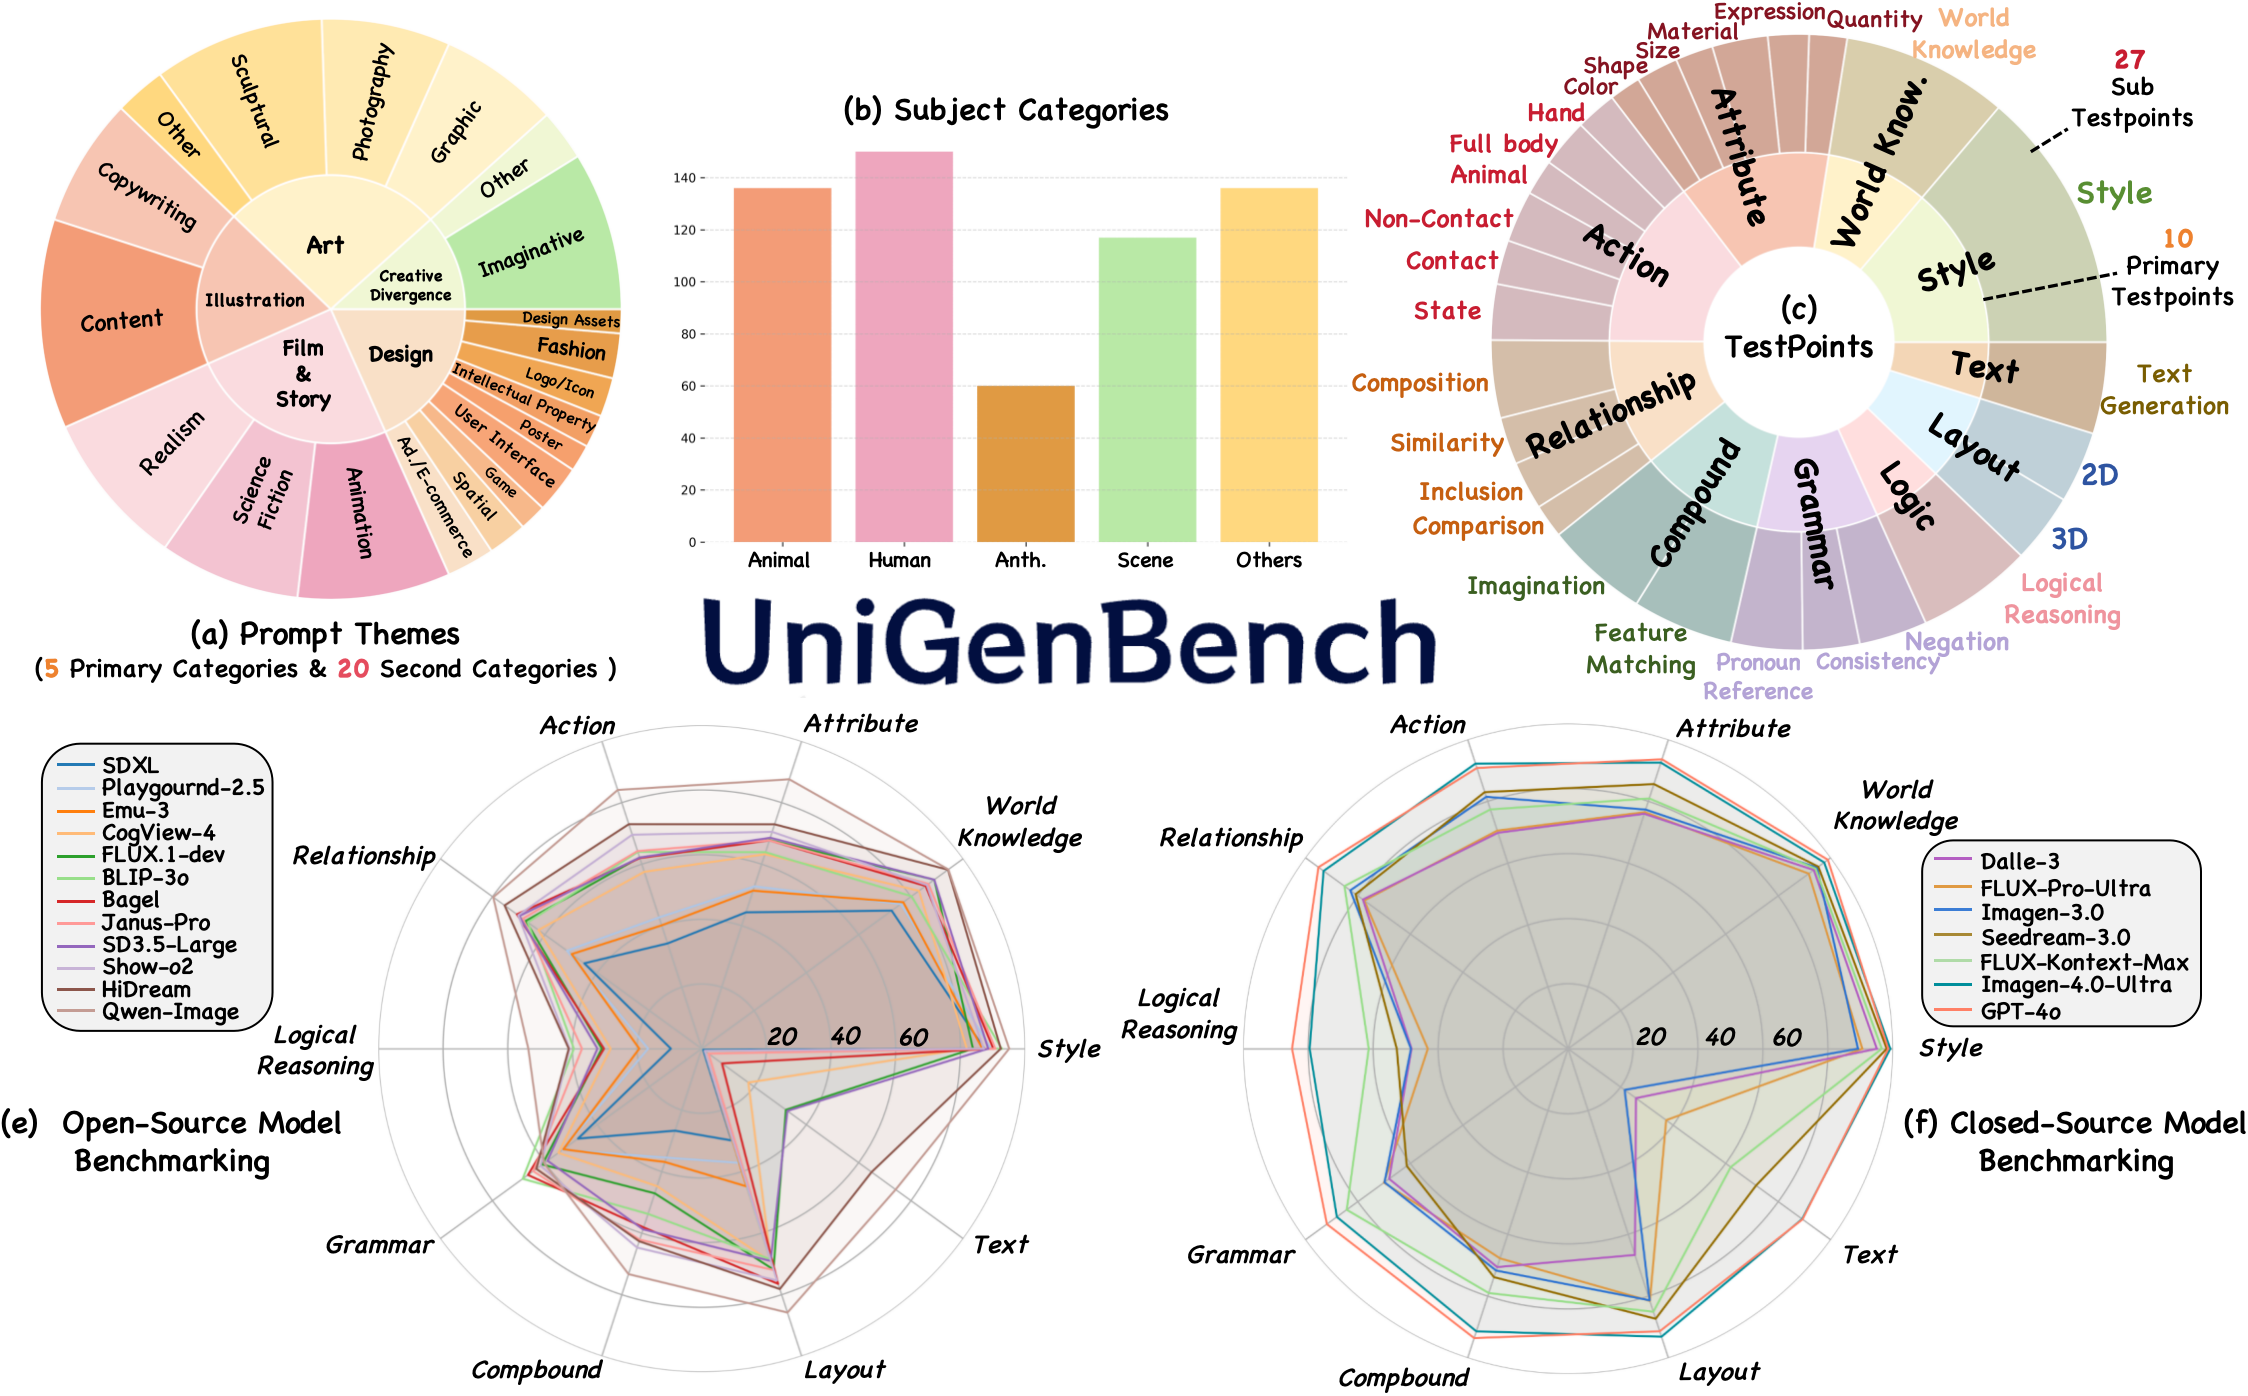 Sculptural
Photography
Graphic
Other
Other
Copywriting
Imaginative
Art
Creative
Divergence
Illustration
Content
Design Assets
Fashion
Logo/Icon
Intellectual Property
Poster
User Interface
Game
Spatial
Ad./E-commerce
Design
Film
&
Story
Realism
Science
Fiction
Animation
(a) Prompt Themes
(5 Primary Categories & 20 Second Categories )
(b) Subject Categories
140
120
100
80
60
40
20
0
Animal
Human
Anth.
Scene
Others
UniGenBench
Expression
Quantity
Material
Size
Shape
Color
World
Knowledge
27
Sub
Testpoints
Hand
Full body
Animal
Non-Contact
Contact
State
Style
10
Primary
Testpoints
Attribute
World Know.
Action
Style
(c)
TestPoints
Text
Layout
Logic
Grammar
Compound
Relationship
Composition
Similarity
Inclusion
Comparison
Imagination
Feature
Matching
Pronoun
Reference
Consistency
Negation
Logical
Reasoning
3D
2D
Text
Generation
SDXL
Playgournd-2.5
Emu-3
CogView-4
FLUX.1-dev
BLIP-3o
Bagel
Janus-Pro
SD3.5-Large
Show-o2
HiDream
Qwen-Image
Action
Attribute
World
Knowledge
Relationship
Logical
Reasoning
20
40
60
Style
Grammar
Text
Compbound
Layout
(e) Open-Source Model
Benchmarking
Action
Attribute
World
Knowledge
Relationship
Logical
Reasoning
20
40
60
Style
Grammar
Text
Compbound
Layout
Dalle-3
FLUX-Pro-Ultra
Imagen-3.0
Seedream-3.0
FLUX-Kontext-Max
Imagen-4.0-Ultra
GPT-4o
(f) Closed-Source Model
Benchmarking